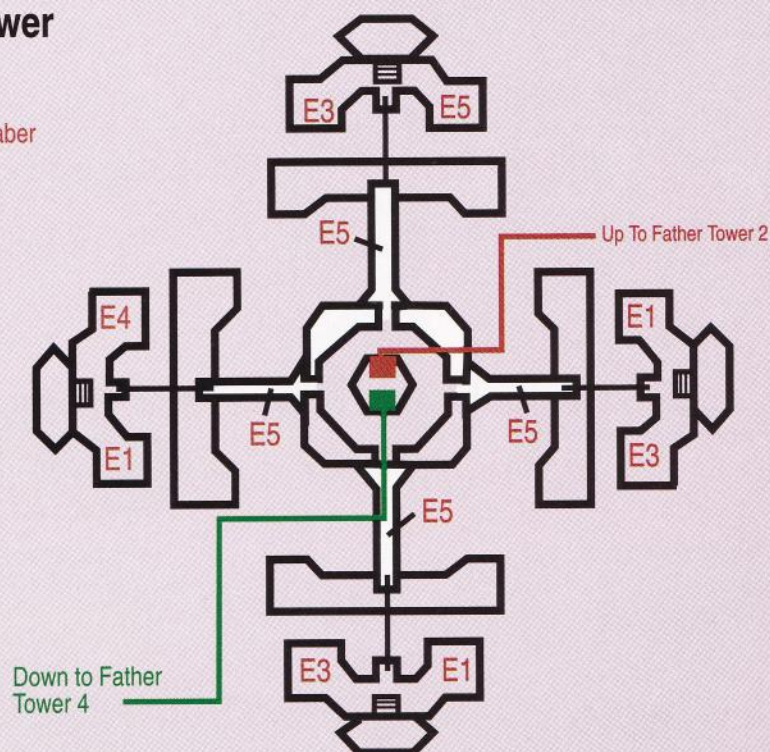 wer
aber
E3
E5
E5
Up To Father Tower 2
E4
E1
E1
E3
E5
E5
E5
E3
E1
Down to Father
Tower 4